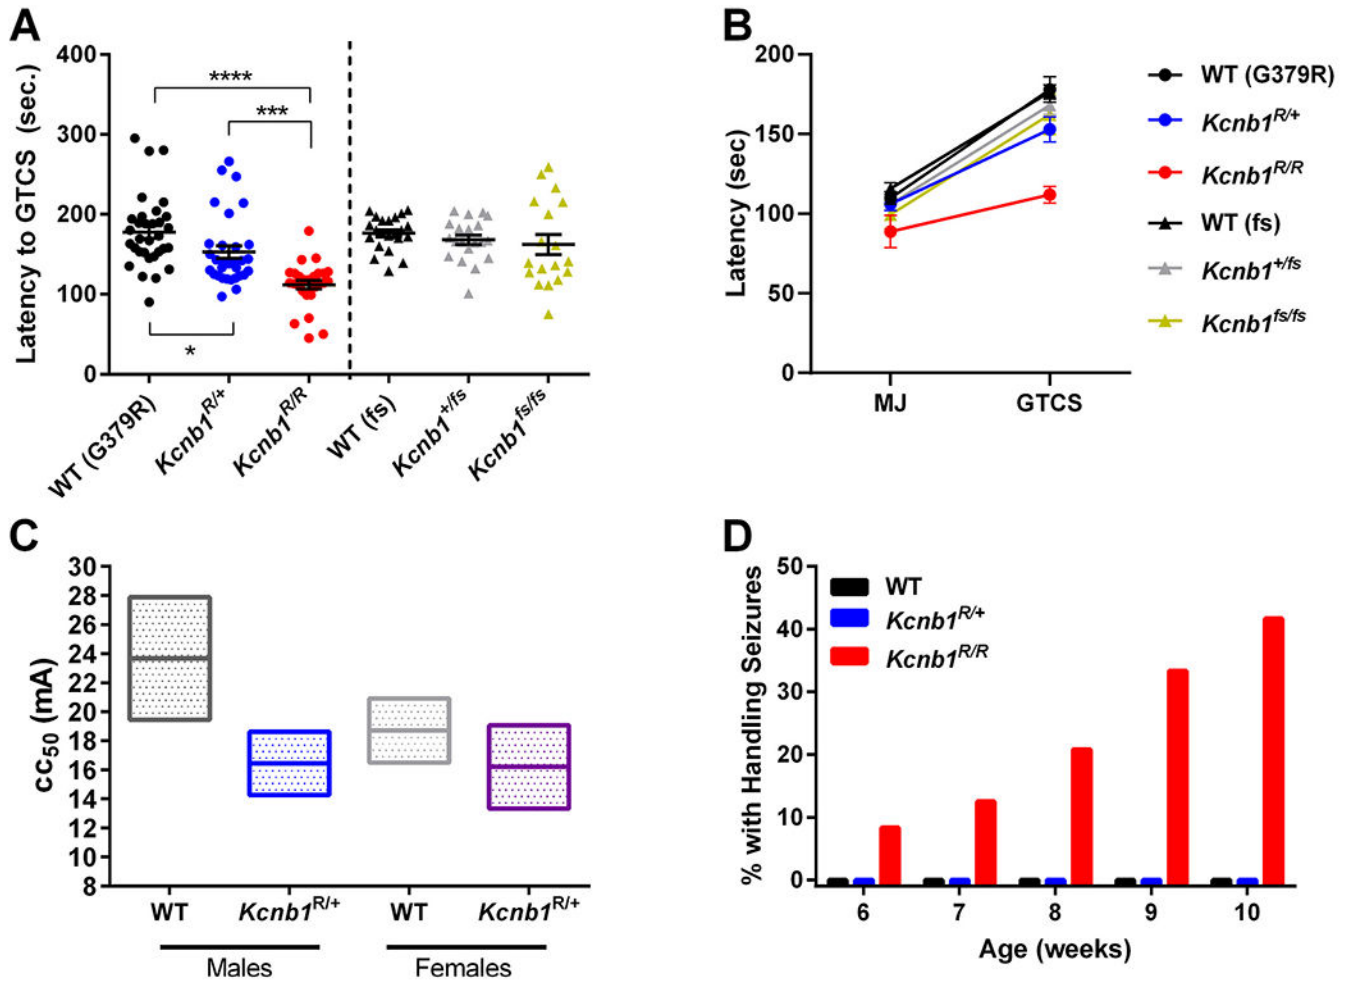 A
Latency to GTCS (sec.)
400
300
200
100
0
****
***
*
WT (G379R)
Kcnb1R/+
Kcnb1R/R
WT (fs)
Kcnb1+/fs
Kcnb1fs/fs
B
Latency (sec)
200
150
100
50
0
MJ
GTCS
WT (G379R)
Kcnb1R/+
Kcnb1R/R
WT (fs)
Kcnb1+/fs
Kcnb1fs/fs
C
cc50 (mA)
30
28
26
24
22
20
18
16
14
12
10
8
WT
Kcnb1R/+
WT
Kcnb1R/+
Males
Females
D
% with Handling Seizures
50
40
30
20
10
0
WT
Kcnb1R/+
Kcnb1R/R
6
7
8
9
10
Age (weeks)